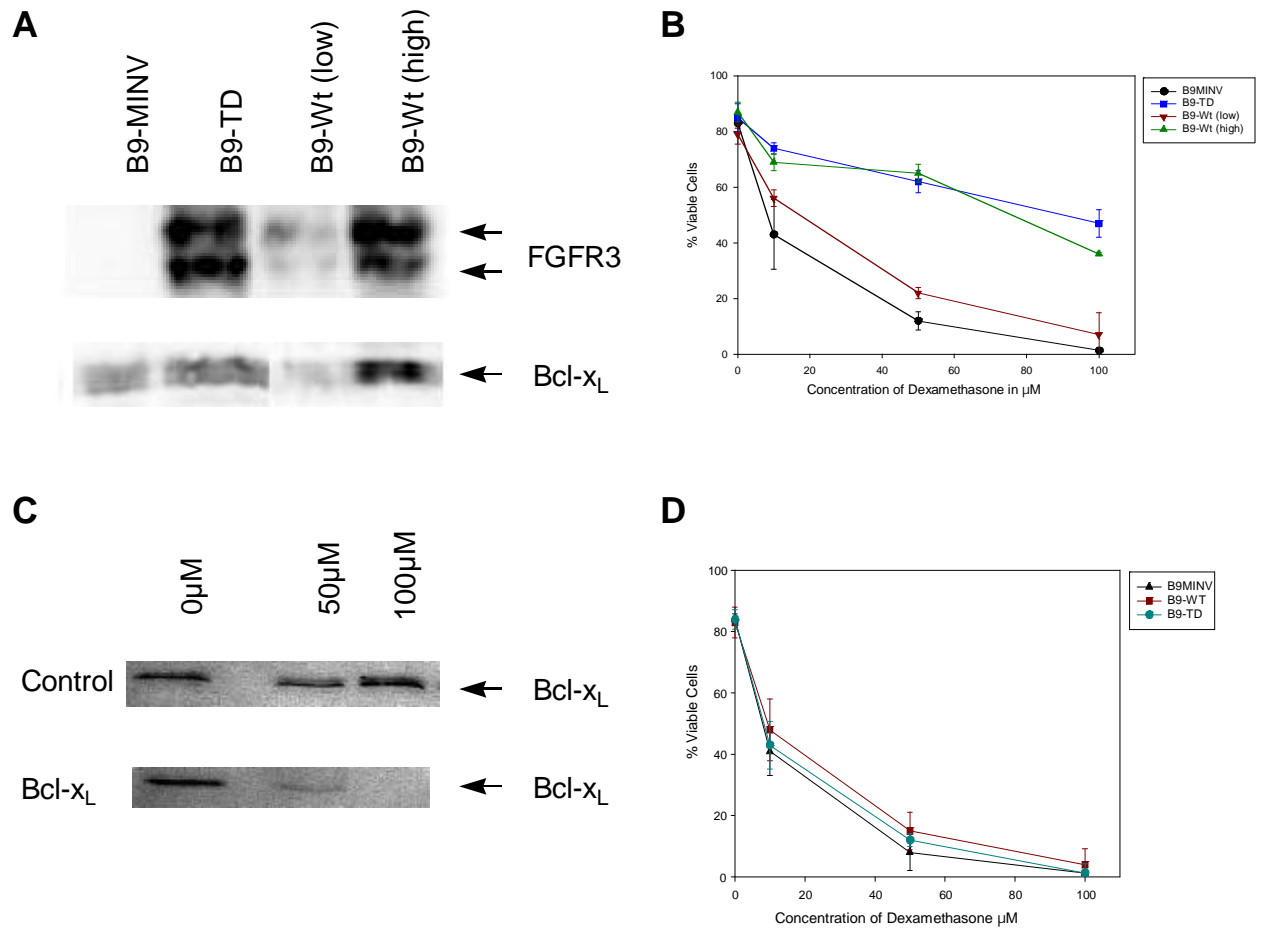 A
B9-MINV
B9-TD
B9-Wt (low)
B9-Wt (high)
FGFR3
Bcl-xL
B
100
80
60
40
20
0
% Viable Cells
0 20 40 60 80 100
Concentration of Dexamethasone in µM
B9MINV
B9-TD
B9-Wt (low)
B9-Wt (high)
C
0µM
50µM
100µM
Control
Bcl-xL
Bcl-xL
Bcl-xL
D
100
80
60
40
20
0
% Viable Cells
0 20 40 60 80 100
Concentration of Dexamethasone µM
B9MINV
B9-WT
B9-TD